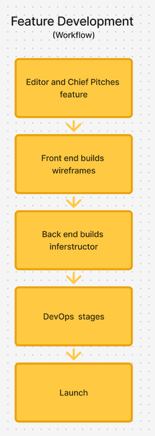 Feature Development
(Workflow)
Editor and Chief Pitches
feature
Front end builds
wireframes
Back end builds
inferstructor
DevOps stages
Launch